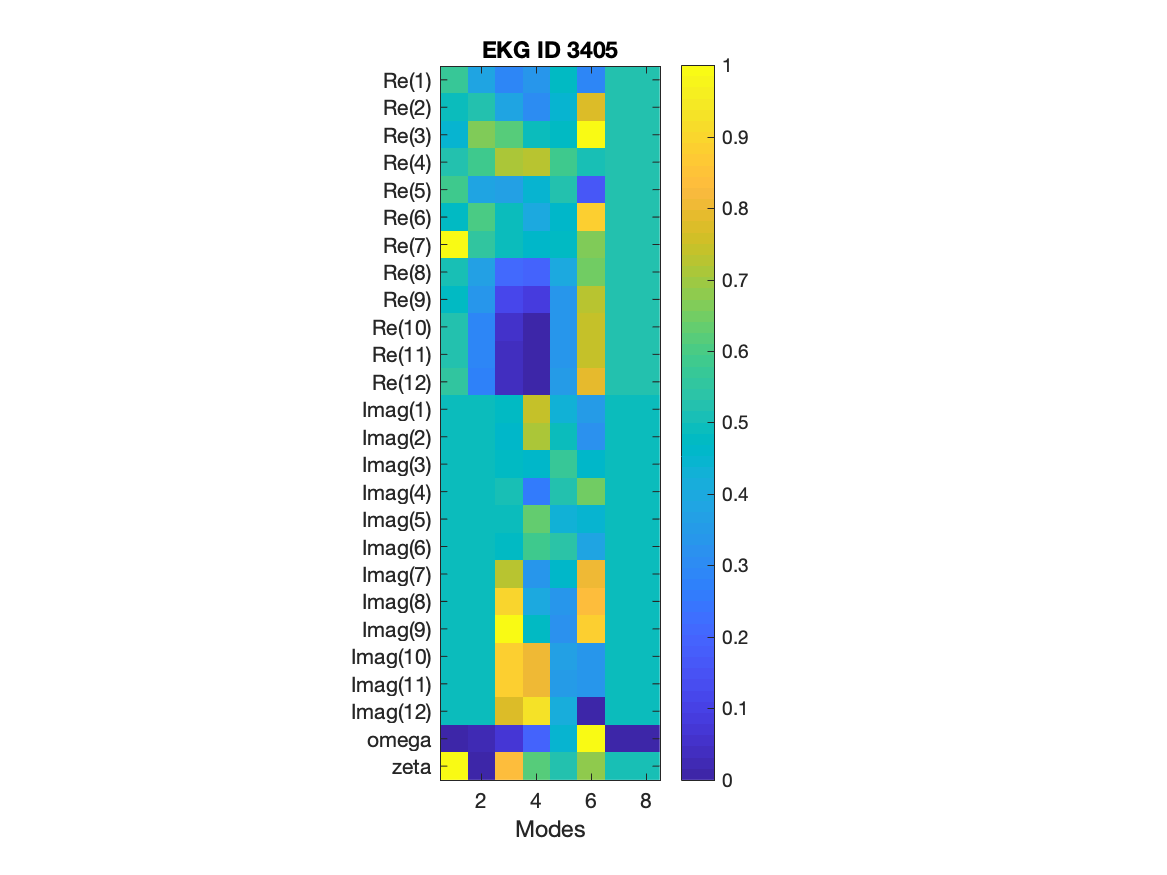 EKG ID 3405
Re(1)
Re(2)
Re(3)
Re(4)
Re(5)
Re(6)
Re(7)
Re(8)
Re(9)
Re(10)
Re(11)
Re(12)
Imag(1)
Imag(2)
Imag(3)
Imag(4)
Imag(5)
Imag(6)
Imag(7)
Imag(8)
Imag(9)
Imag(10)
Imag(11)
Imag(12)
omega
zeta
2 4 6 8
Modes
1
0.9
0.8
0.7
0.6
0.5
0.4
0.3
0.2
0.1
0